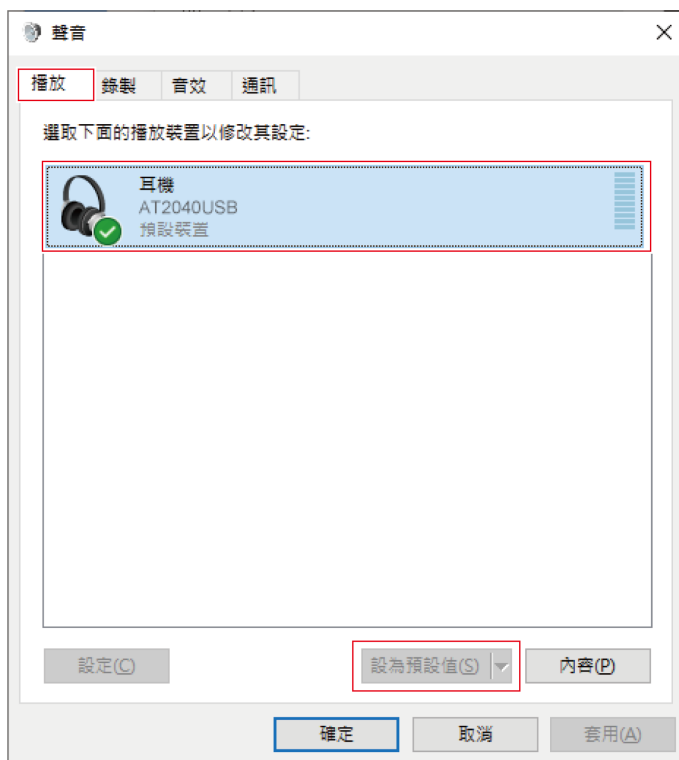 聲音
播放 錄製 音效 通訊
選取下面的播放裝置以修改其設定:
耳機
AT2040USB
預設裝置
設定(C) 設為預設值(S) 內容(P)
確定 取消 套用(A)